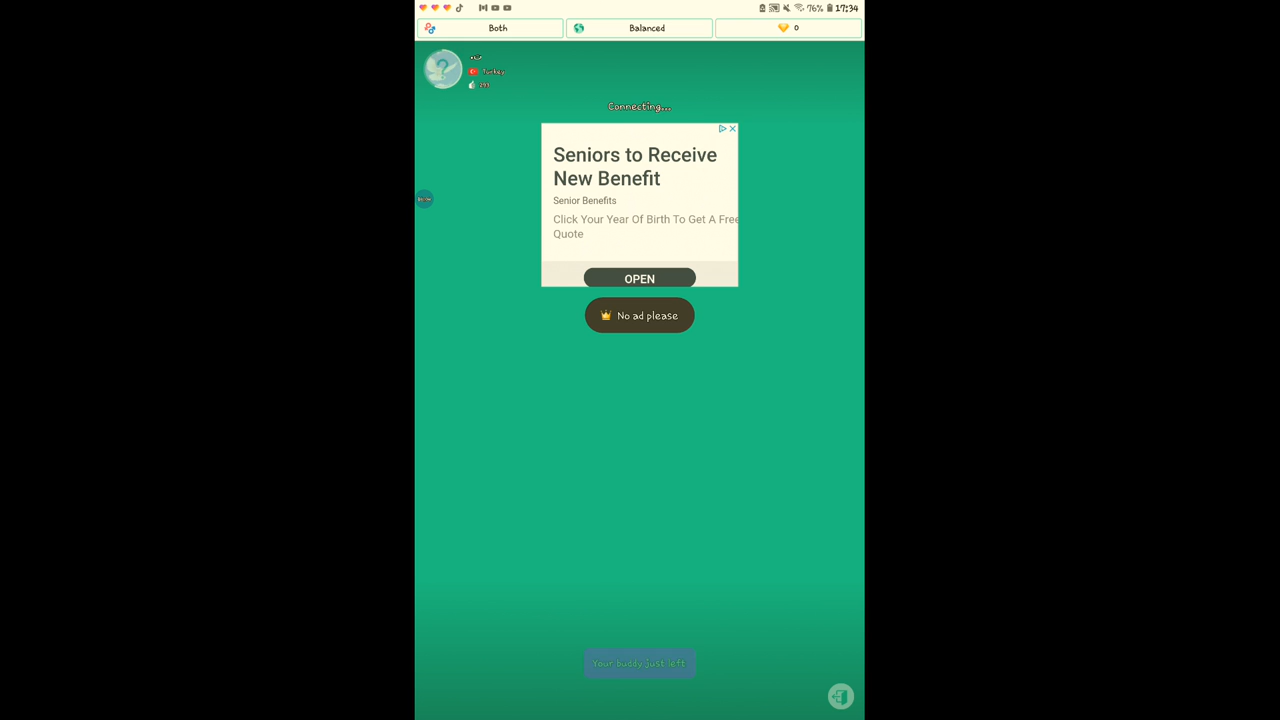 76% 17:34
Both
Balanced
0
Turkey
293
Connecting...
Seniors to Receive
New Benefit
Senior Benefits
Click Your Year Of Birth To Get A Free
Quote
OPEN
No ad please
Your buddy just left